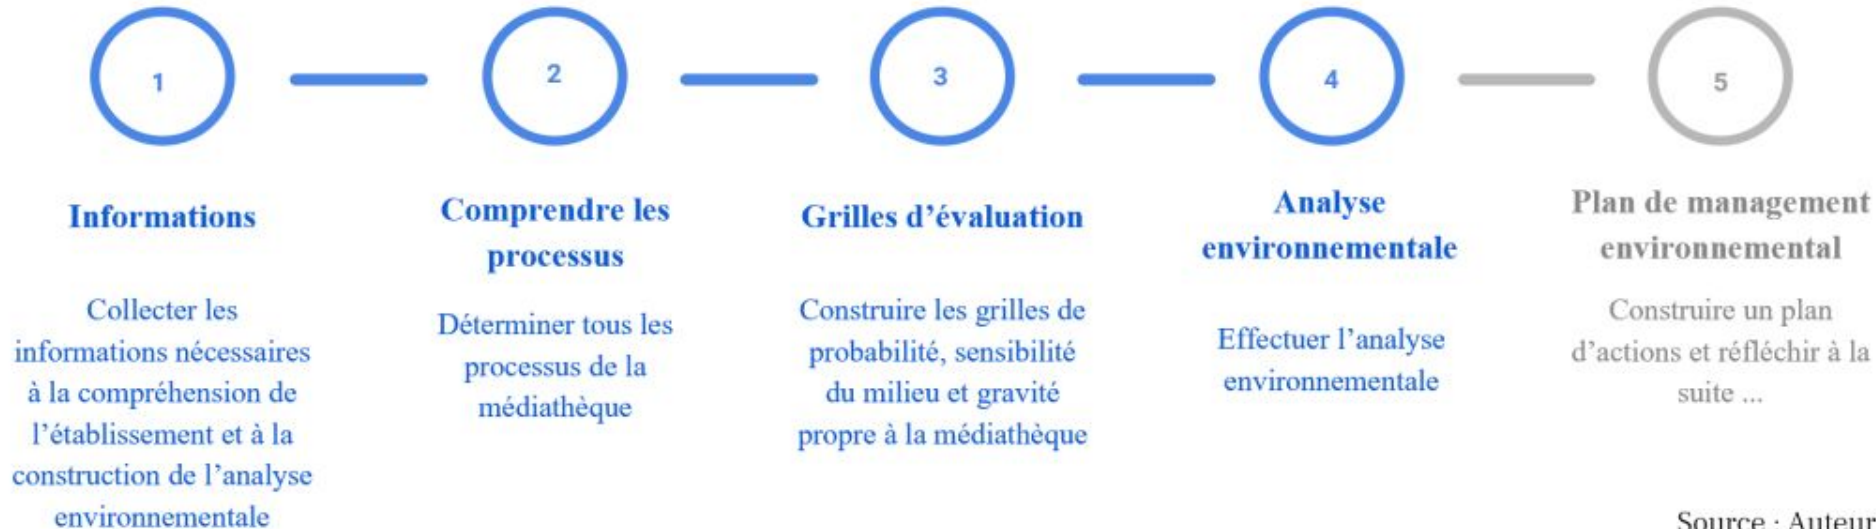 1
2
3
4
5
Informations
Collecter les
informations nécessaires
à la compréhension de
l'établissement et à la
construction de l'analyse
environnementale
Comprendre les
processus
Déterminer tous les
processus de la
médiathèque
Grilles d'évaluation
Construire les grilles de
probabilité, sensibilité
du milieu et gravité
propre à la médiathèque
Analyse
environnementale
Effectuer l'analyse
environnementale
Plan de management
environnemental
Construire un plan
d'actions et réfléchir à la
suite ...
Source : Auteur